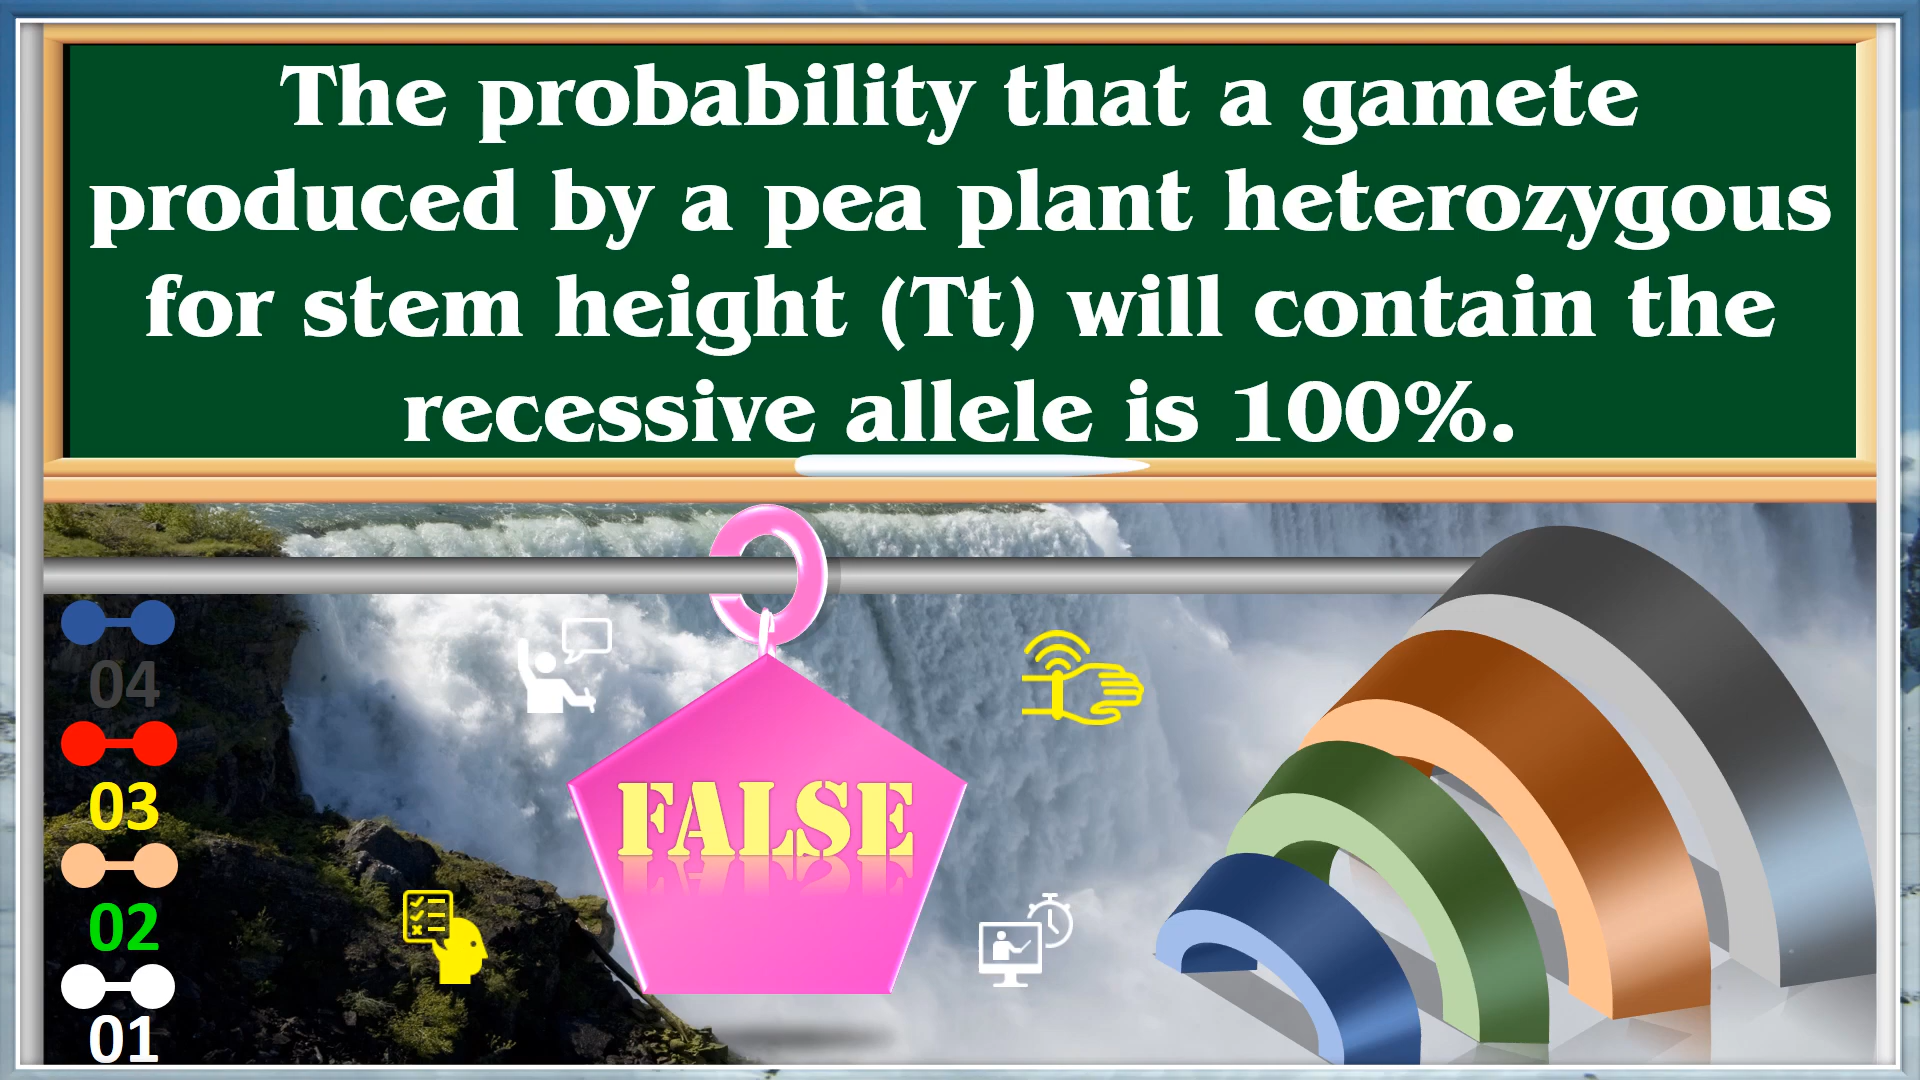 The probability that a gamete
produced by a pea plant heterozygous
for stem height (Tt) will contain the
recessive allele is 100%.
FALSE
04
03
02
01